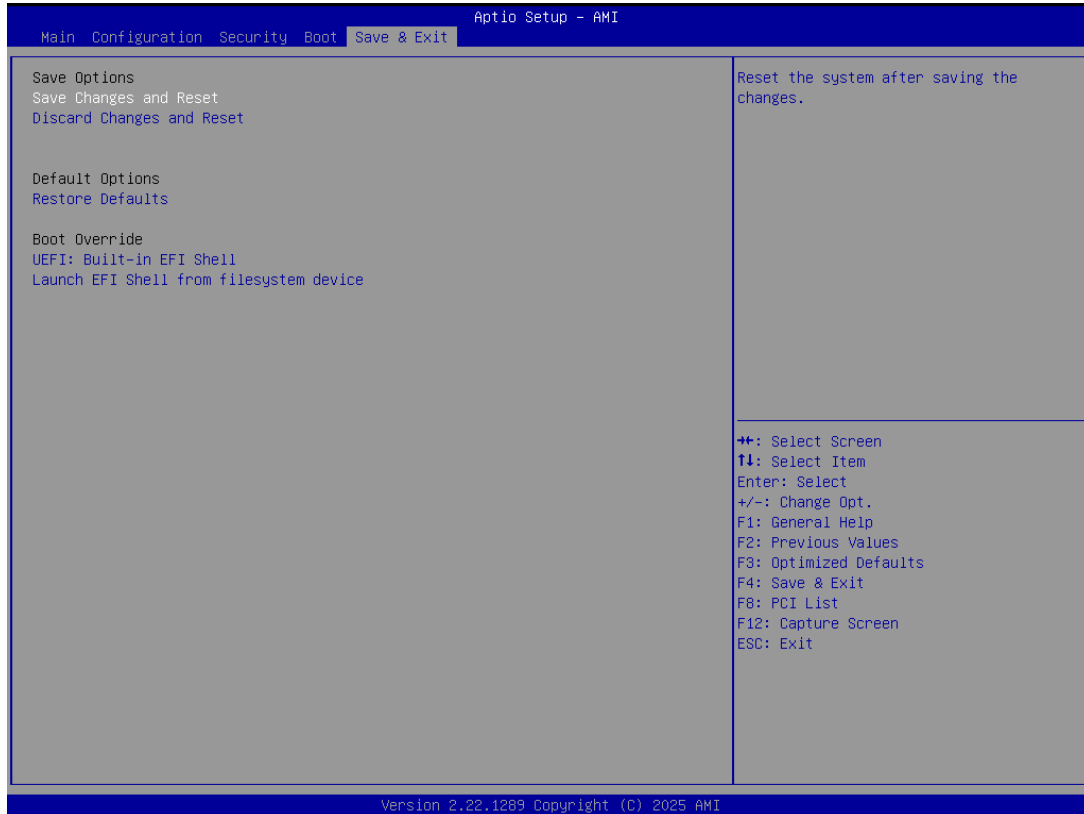 Aptio Setup - AMI
Main Configuration Security Boot Save & Exit
Save Options
Save Changes and Reset
Discard Changes and Reset
Default Options
Restore Defaults
Boot Override
UEFI: Built-in EFI Shell
Launch EFI Shell from filesystem device
Reset the system after saving the
changes.
→←: Select Screen
↑↓: Select Item
Enter: Select
+/-: Change Opt.
F1: General Help
F2: Previous Values
F3: Optimized Defaults
F4: Save & Exit
F8: PCI List
F12: Capture Screen
ESC: Exit
Version 2.22.1289 Copyright (C) 2025 AMI